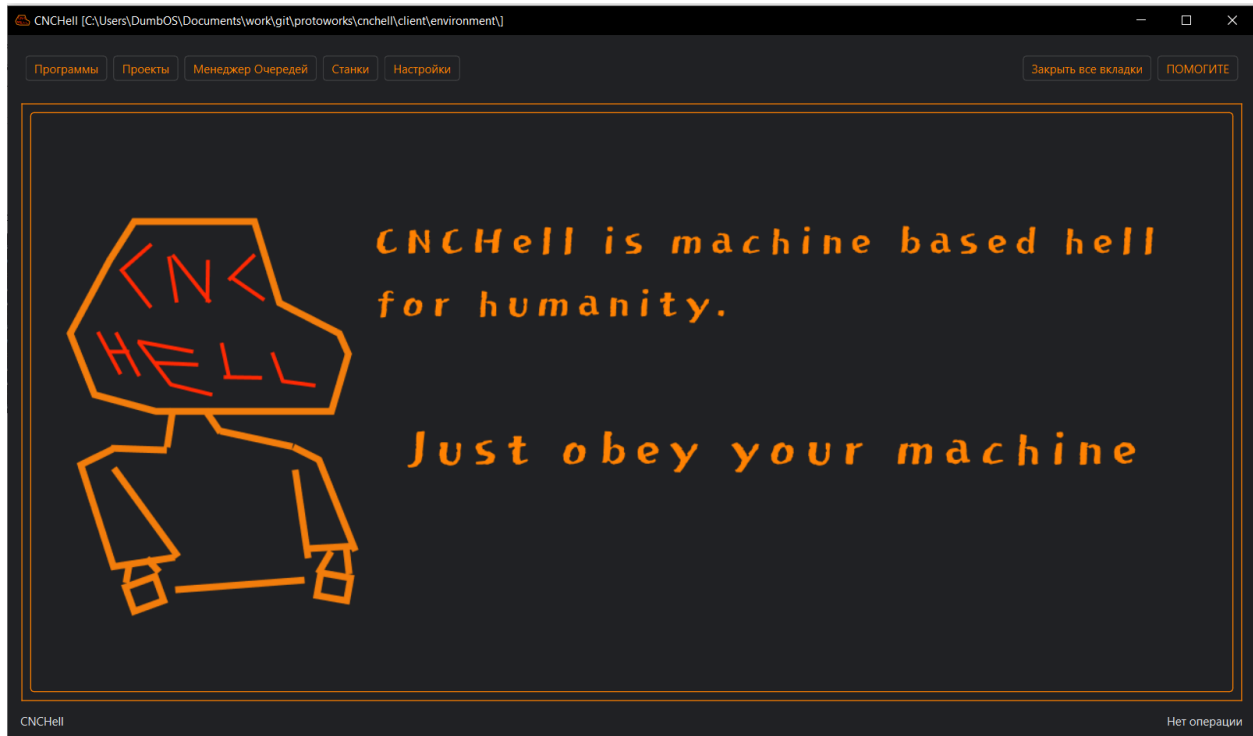 CNCHell [C:\Users\DumbOS\Documents\work\git\protoworks\cnchell\client\environment\]
Программы Проекты Менеджер Очередей Станки Настройки Закрыть все вкладки ПОМОГИТЕ
CNC
HELL
CNCHell is machine based hell
for humanity.
Just obey your machine
CNCHell Нет операции